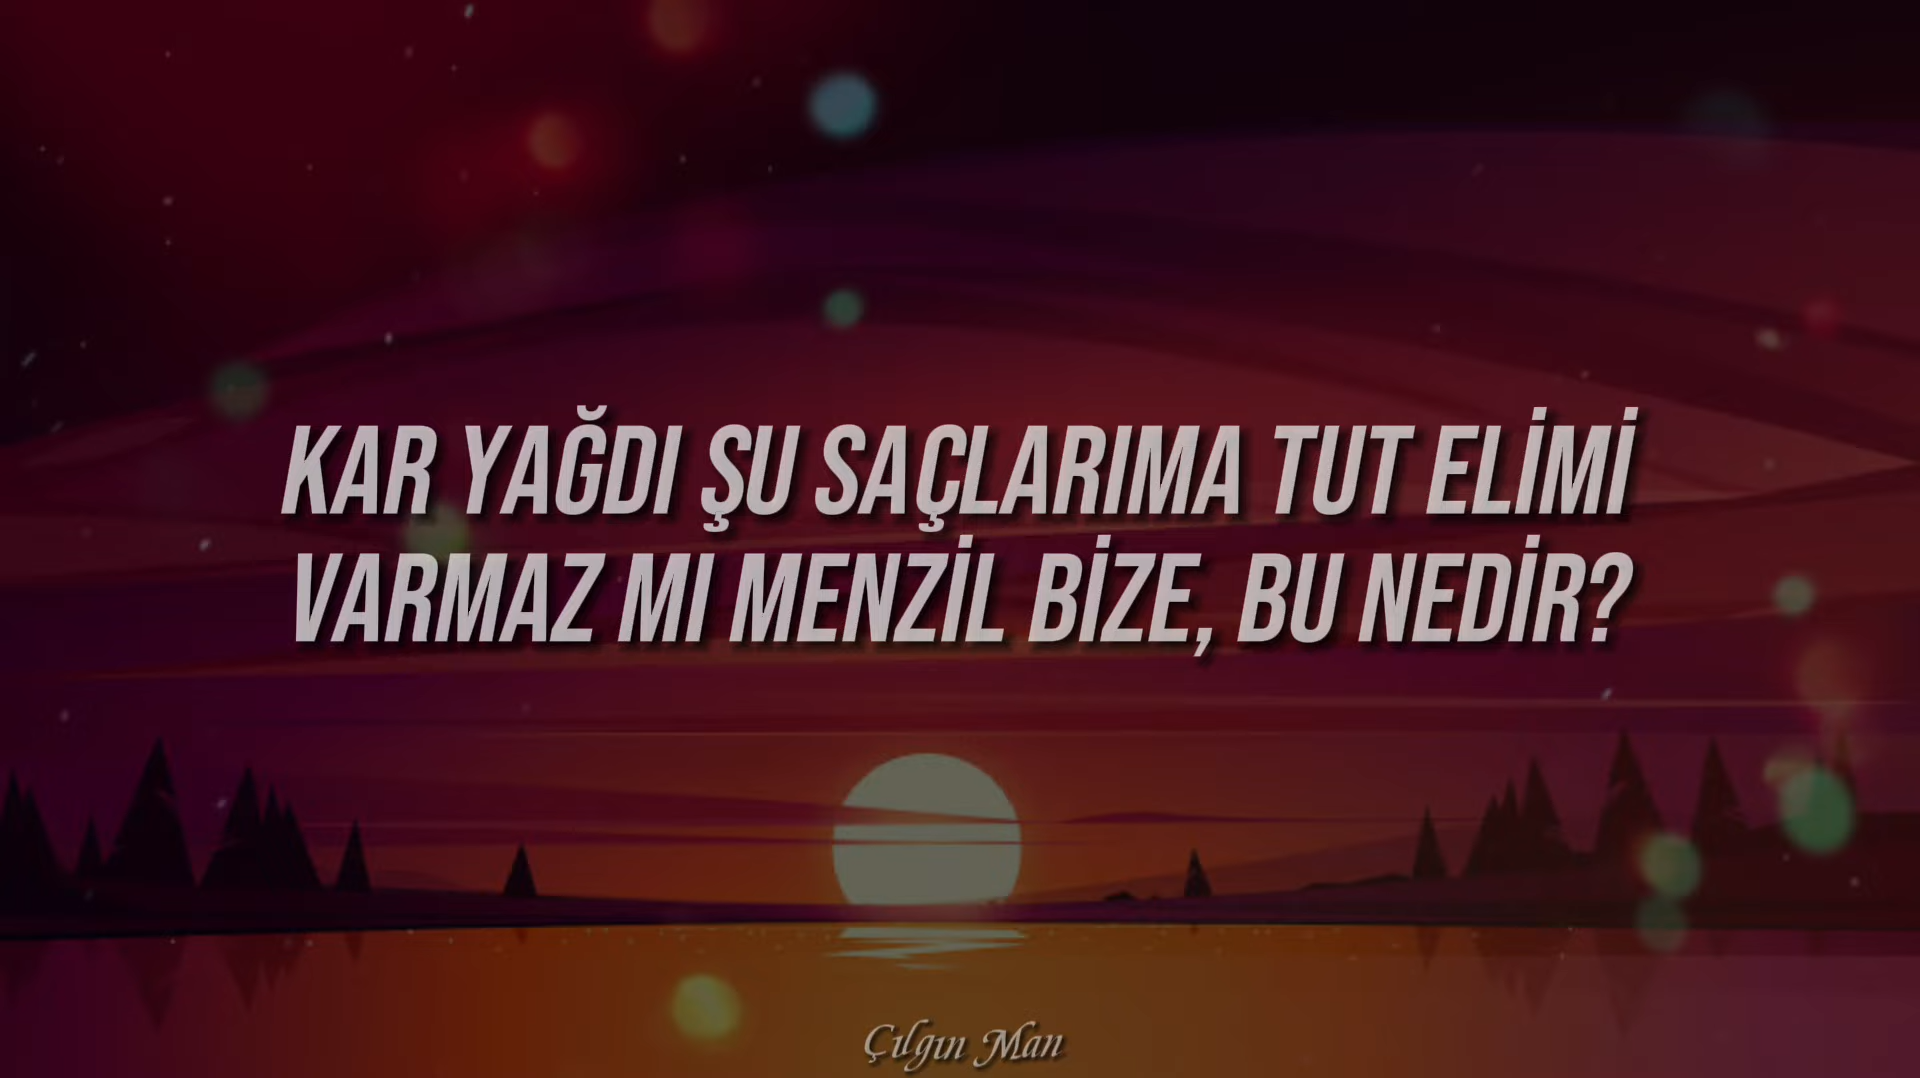 KAR YAĞDI ŞU SAÇLARIMA TUT ELİMİ
VARMAZ MI MENZİL BİZE, BU NEDİR?
Çılgın Man